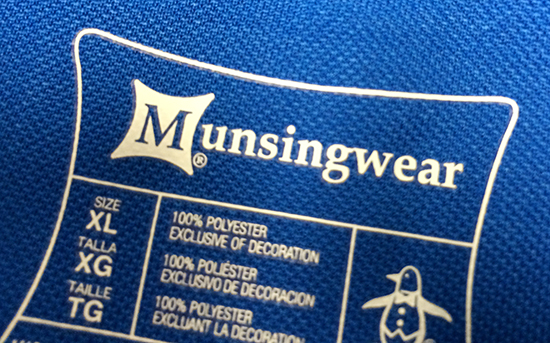 Munsingwear®
SIZE
XL
TALLA
XG
TAILLE
TG
100% POLYESTER
EXCLUSIVE OF DECORATION
100% POLIÉSTER
EXCLUSIVO DE DECORACION
100% POLYESTER
EXCLUANT LA DECORATION